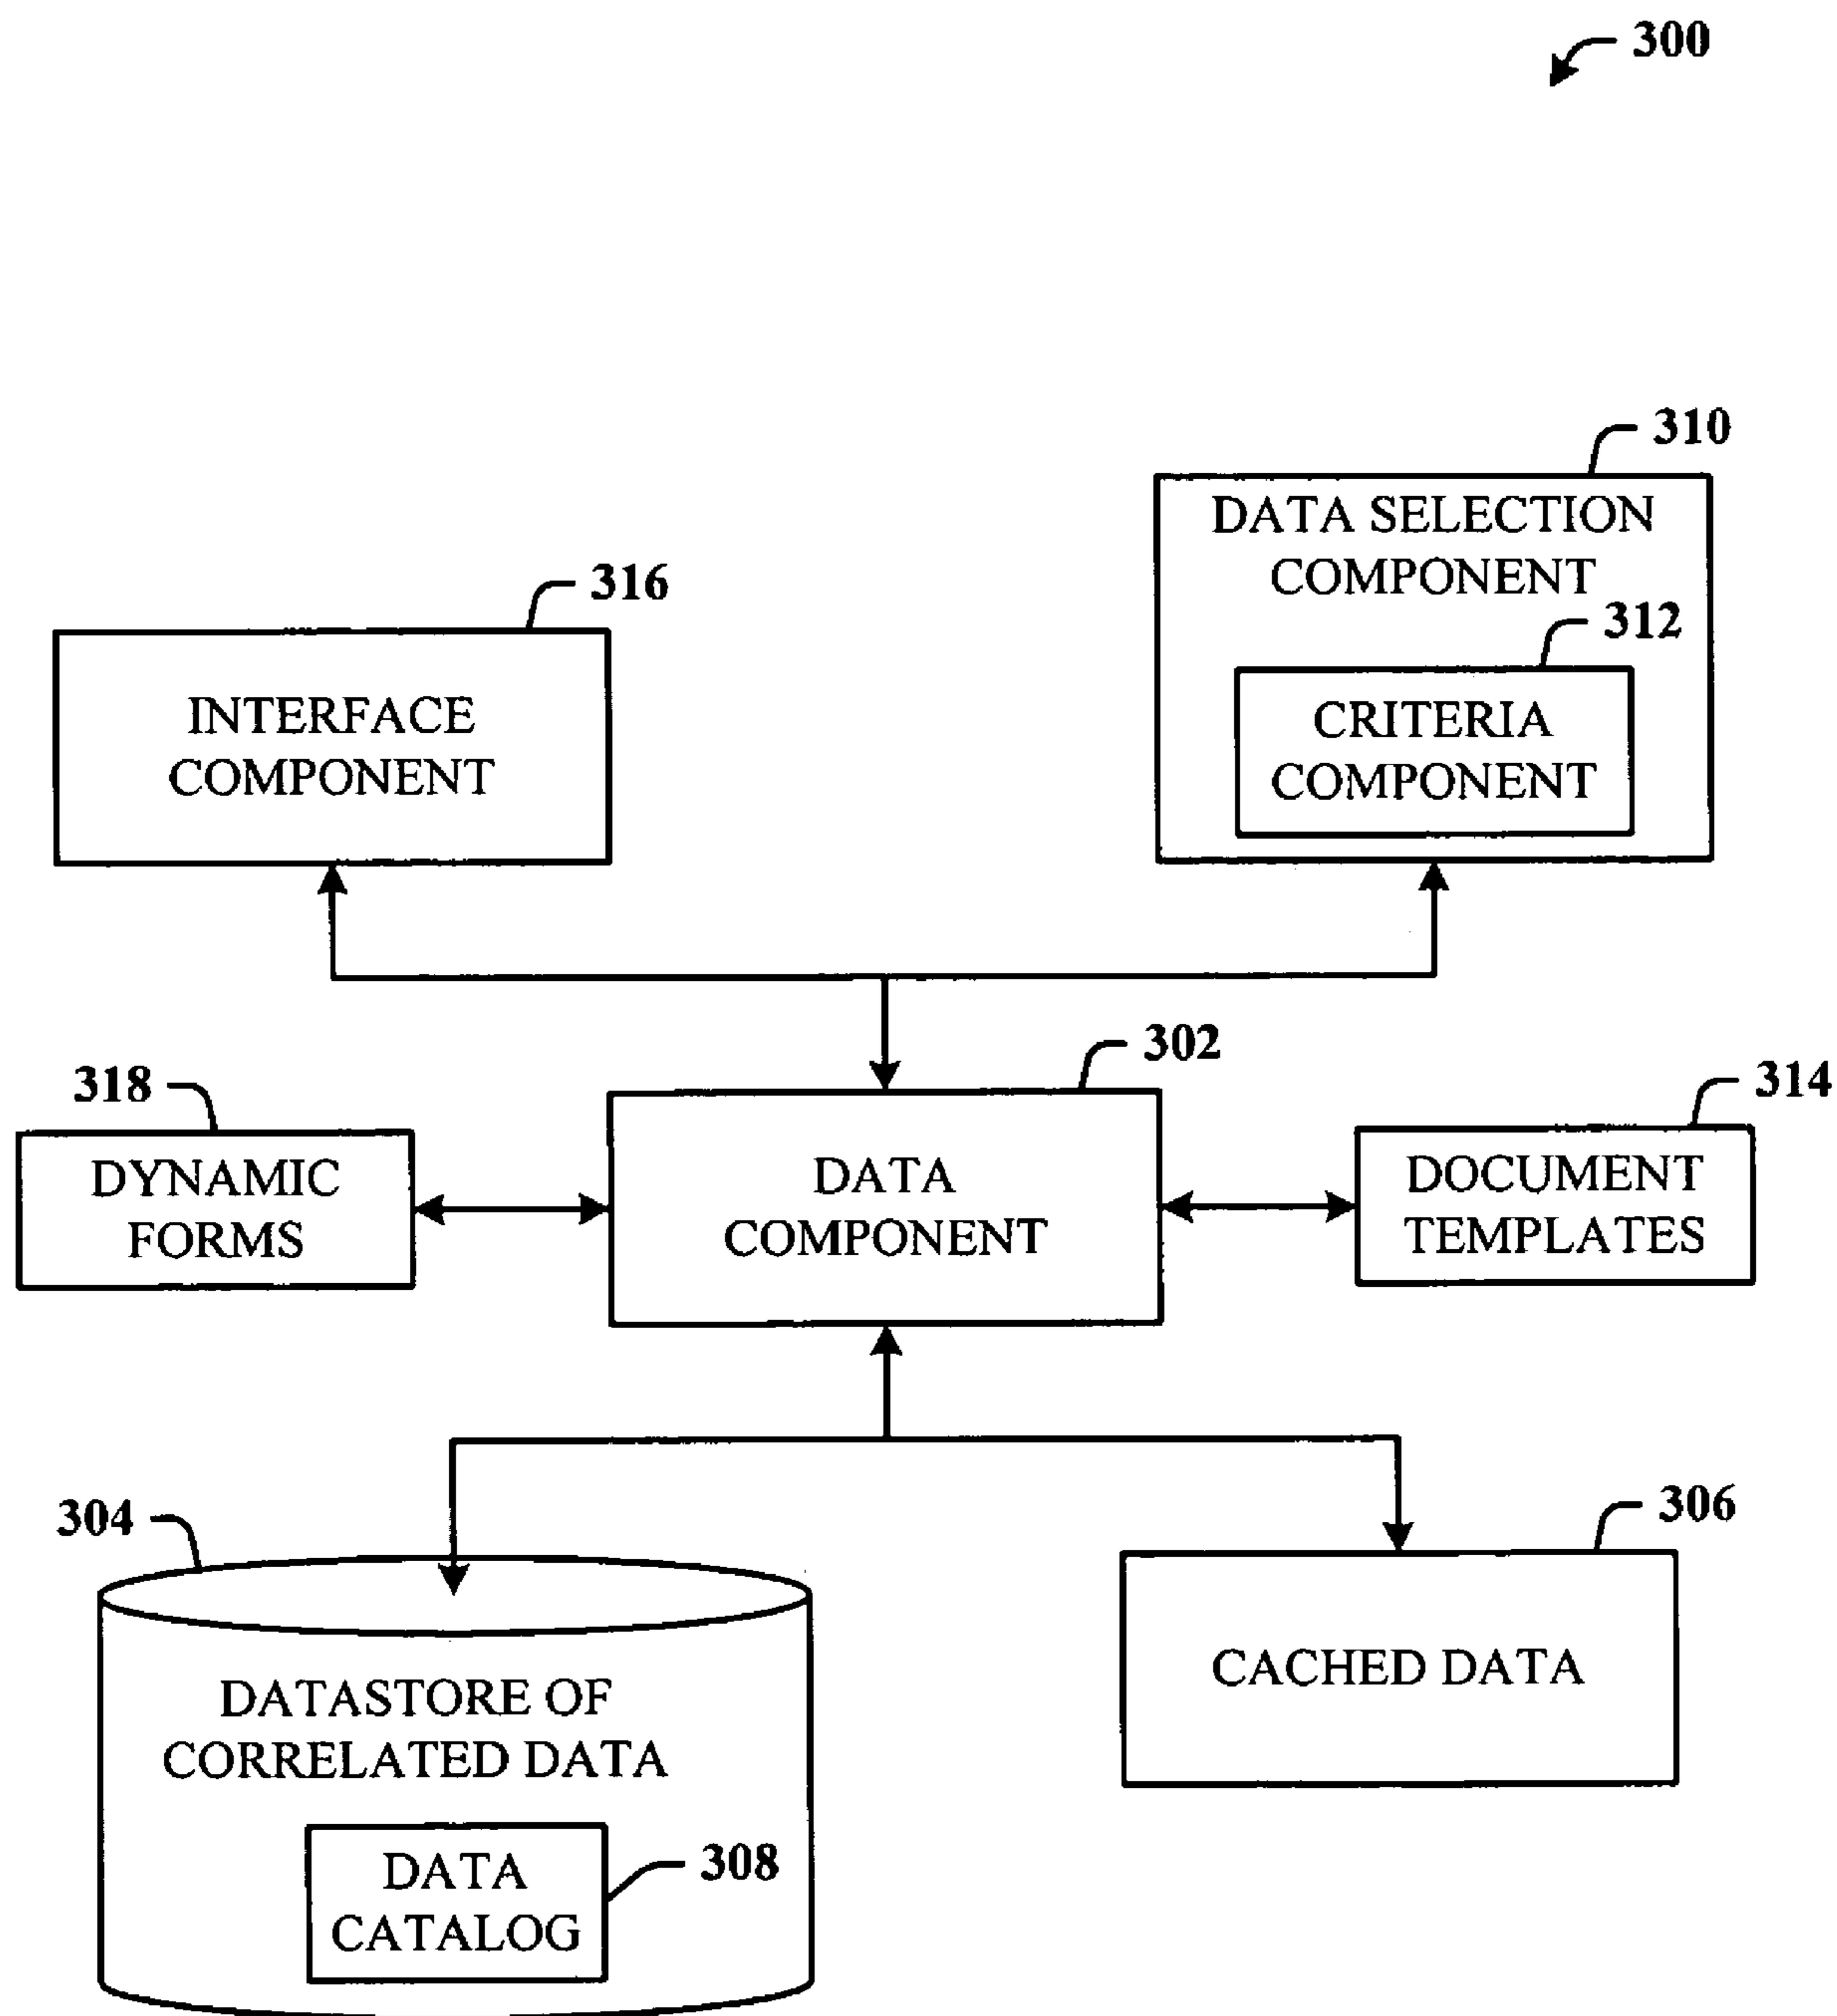 300
310
DATA SELECTION
COMPONENT
316
312
INTERFACE
COMPONENT
CRITERIA
COMPONENT
302
318
314
DYNAMIC
FORMS
DATA
COMPONENT
DOCUMENT
TEMPLATES
304
306
DATASTORE OF
CORRELATED DATA
CACHED DATA
308
DATA
CATALOG